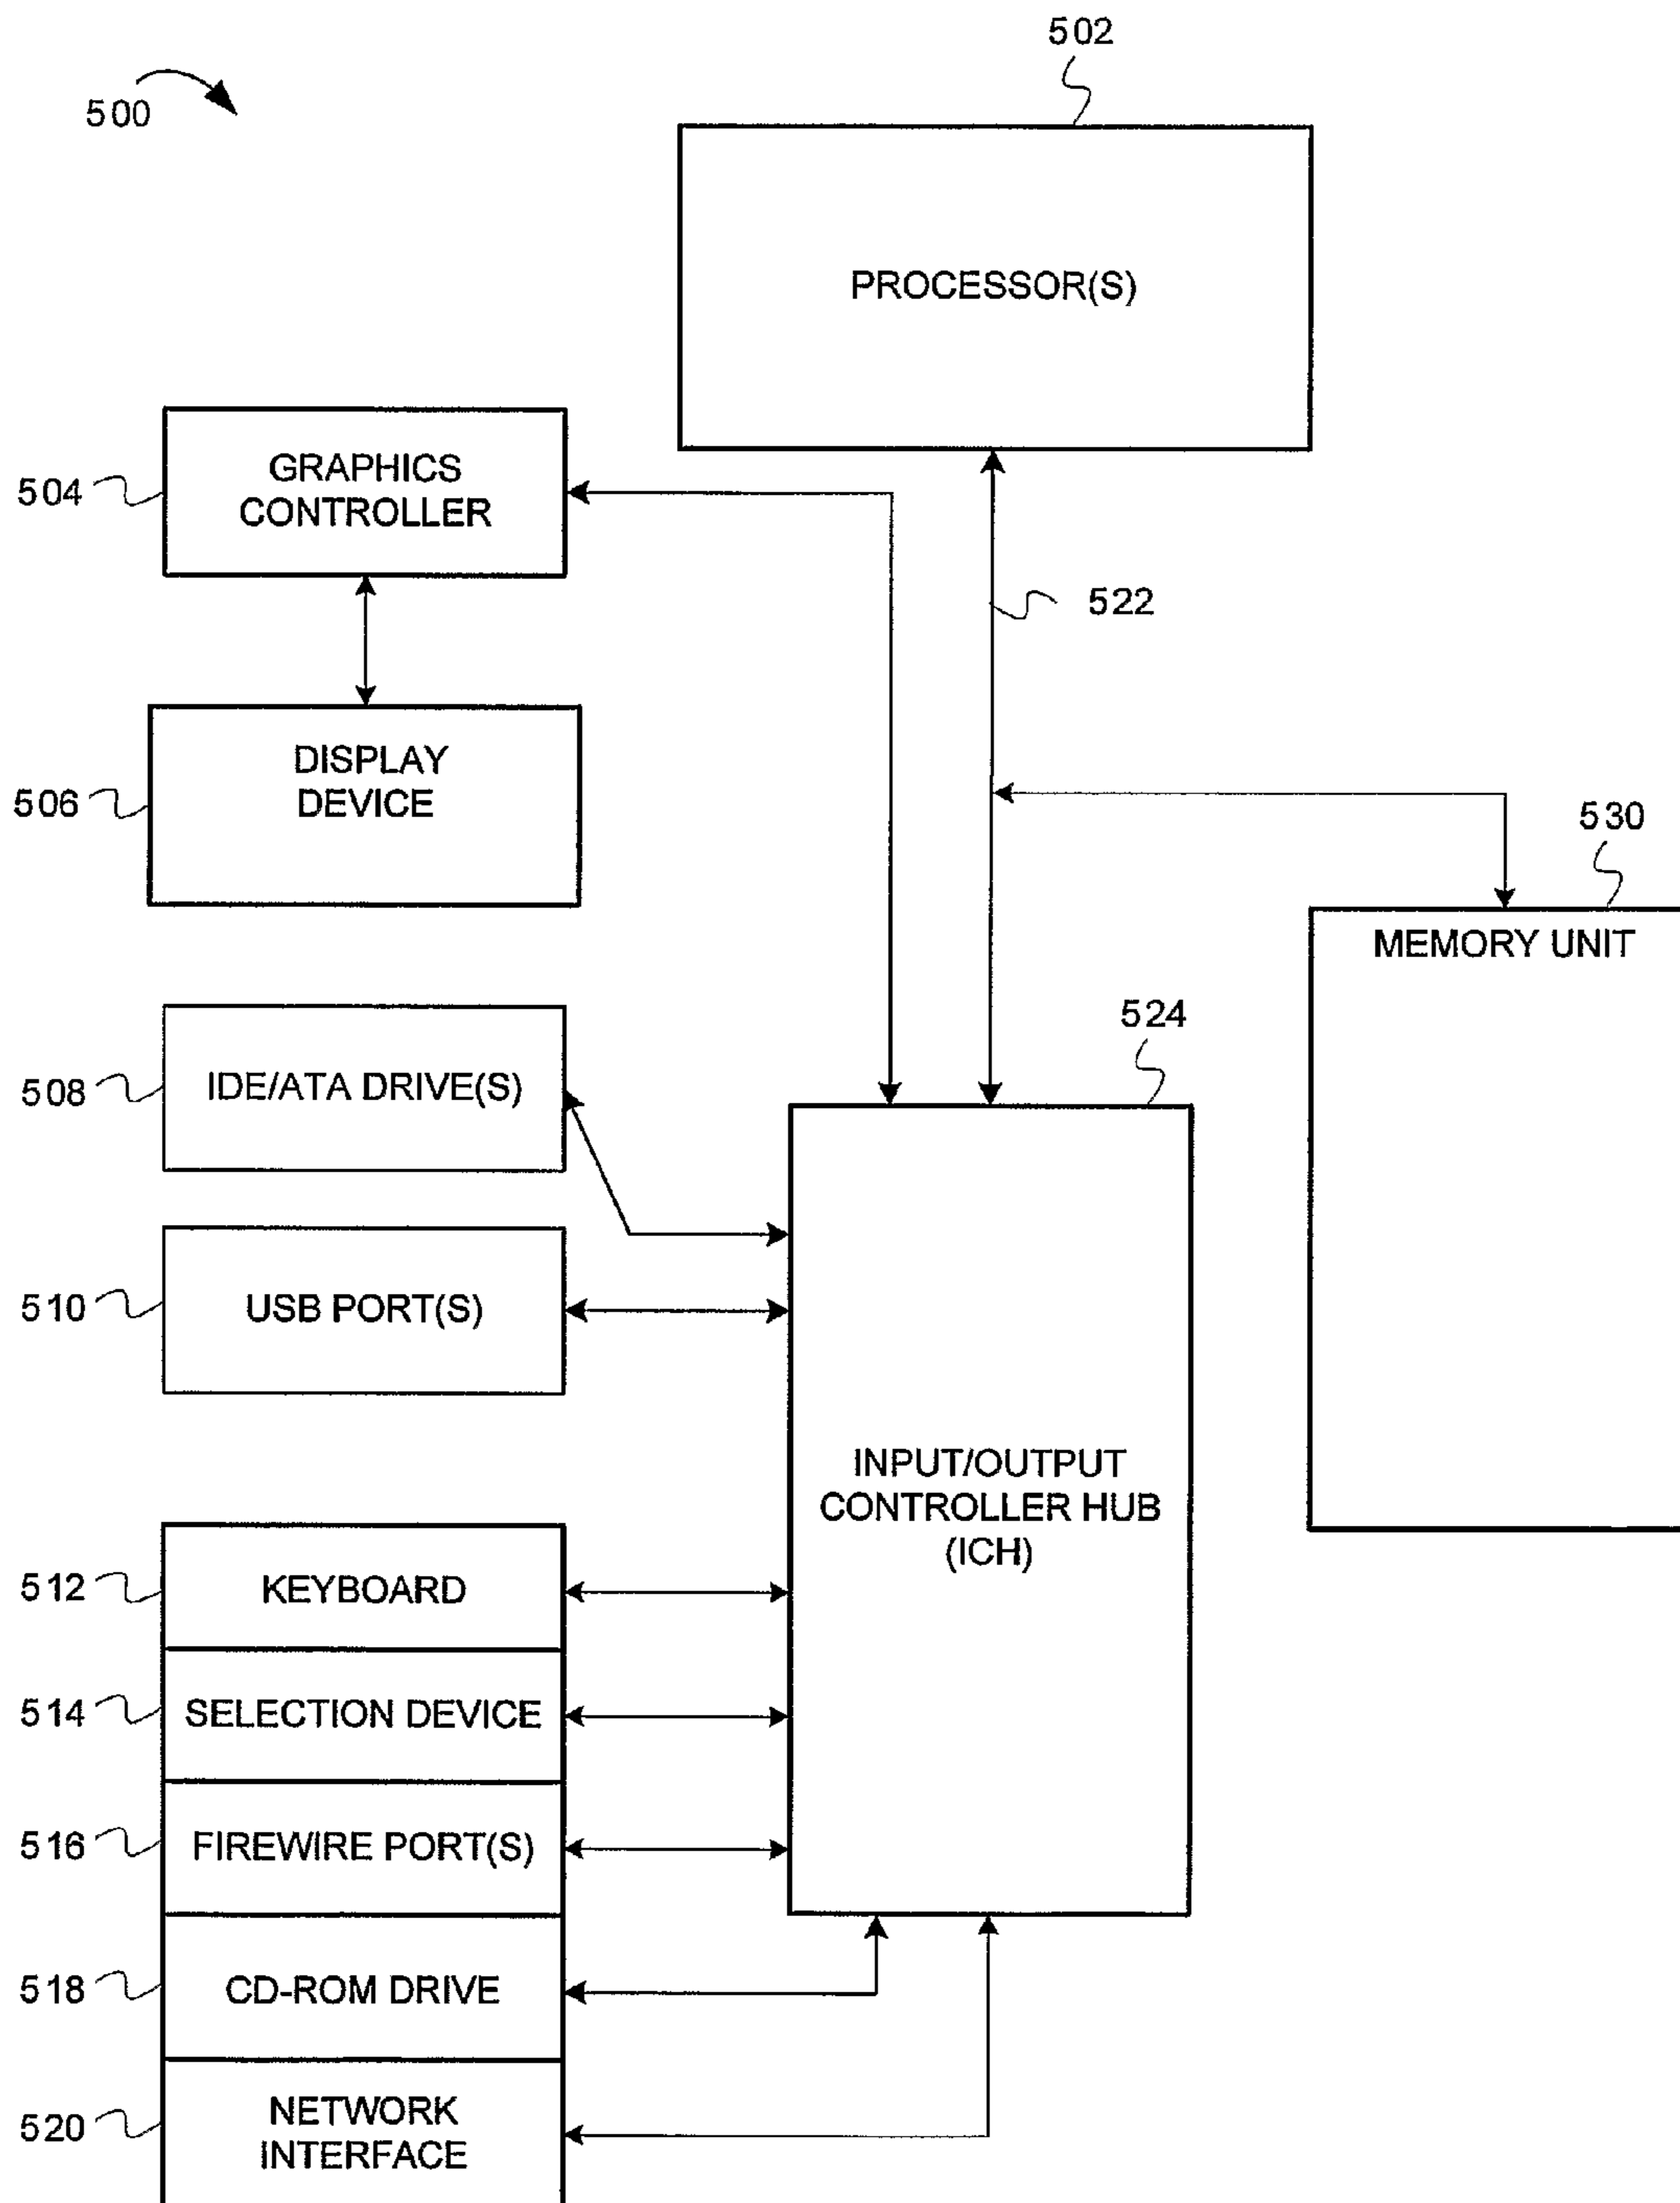 502
500
PROCESSOR(S)
GRAPHICS
CONTROLLER
504
522
DISPLAY
DEVICE
506
530
MEMORY UNIT
524
IDE/ATA DRIVE(S)
508
USB PORT(S)
510
INPUT/OUTPUT
CONTROLLER HUB
(ICH)
512
KEYBOARD
514
SELECTION DEVICE
516
FIREWIRE PORT(S)
518
CD-ROM DRIVE
520
NETWORK
INTERFACE